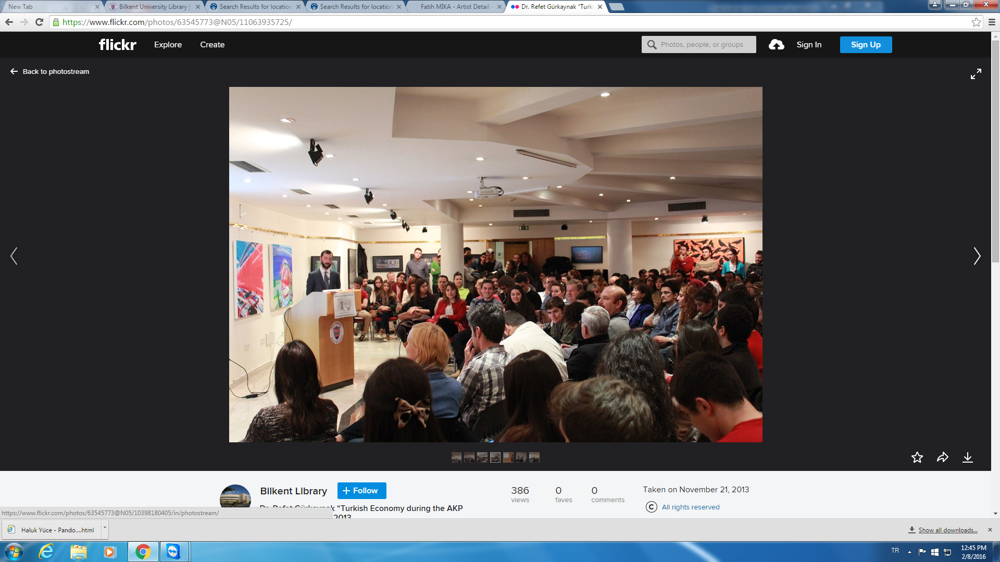 New Tab
Bilkent University Library |
Search Results for location
Search Results for location
Fatih MİKA - Artist Detail -
Dr. Refet Gürkaynak “Turki
https://www.flickr.com/photos/63545773@N05/11063935725/
flickr
Explore
Create
Photos, people, or groups
Sign In
Sign Up
Back to photostream
Bilkent Library
Follow
Dr. Refet Gürkaynak “Turkish Economy during the AKP
2013
386
views
0
faves
0
comments
Taken on November 21, 2013
All rights reserved
https://www.flickr.com/photos/63545773@N05/10398180405/in/photostream/
Haluk Yüce - Pando....html
Show all downloads...
TR
12:45 PM
2/8/2016